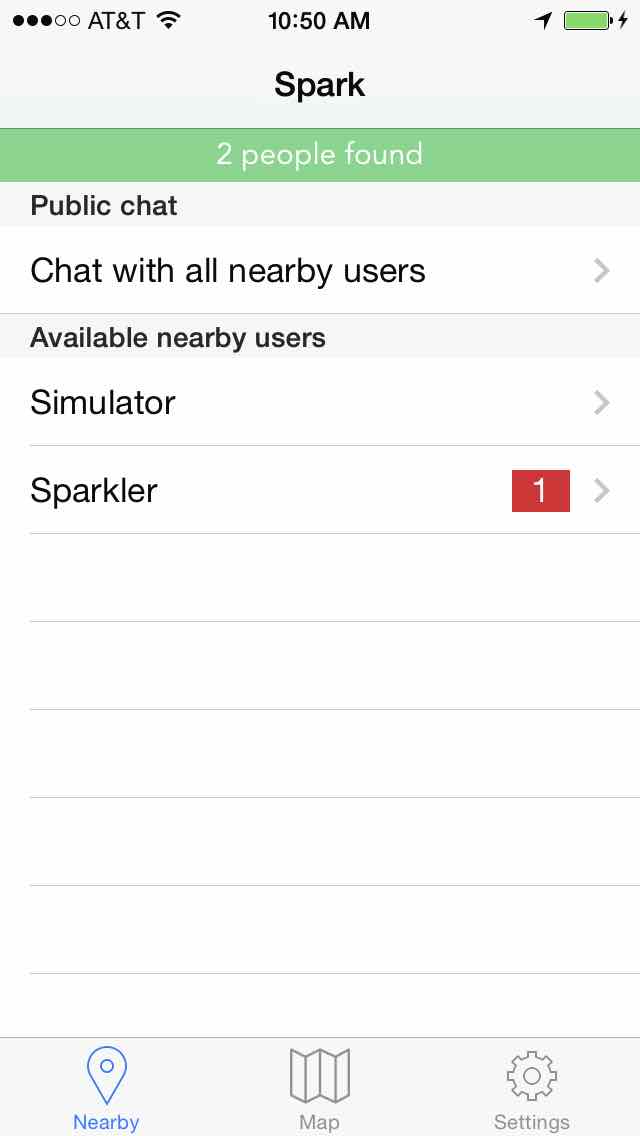 AT&T 10:50 AM
Spark
2 people found
Public chat
Chat with all nearby users
Available nearby users
Simulator
Sparkler 1
Nearby Map Settings